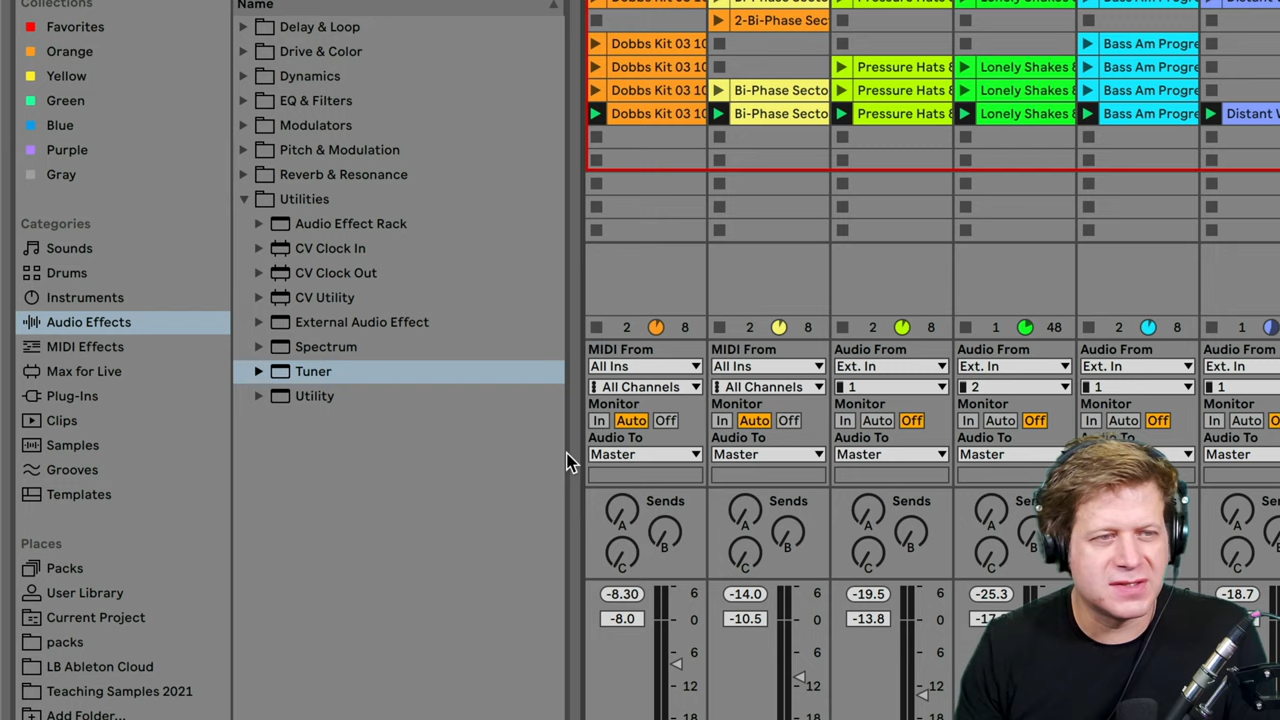 Collections
Favorites
Orange
Yellow
Green
Blue
Purple
Gray
Categories
Sounds
Drums
Instruments
Audio Effects
MIDI Effects
Max for Live
Plug-Ins
Clips
Samples
Grooves
Templates
Places
Packs
User Library
Current Project
packs
LB Ableton Cloud
Teaching Samples 2021
Add Folder...
Name
Delay & Loop
Drive & Color
Dynamics
EQ & Filters
Modulators
Pitch & Modulation
Reverb & Resonance
Utilities
Audio Effect Rack
CV Clock In
CV Clock Out
CV Utility
External Audio Effect
Spectrum
Tuner
Utility
2-Bi-Phase Sec
Dobbs Kit 03 10 Bass Am Progre
Dobbs Kit 03 10 Pressure Hats & Lonely Shakes & Bass Am Progre
Dobbs Kit 03 10 Bi-Phase Secto Pressure Hats & Lonely Shakes & Bass Am Progre
Dobbs Kit 03 10 Bi-Phase Secto Pressure Hats & Lonely Shakes & Bass Am Progre Distant
2 8 2 8 2 8 1 48 2 8 1
MIDI From MIDI From Audio From Audio From Audio From Audio From
All Ins All Ins Ext. In Ext. In Ext. In Ext. In
All Channels All Channels 1 2 1 1
Monitor Monitor Monitor Monitor Monitor Monitor
In Auto Off In Auto Off In Auto Off In Auto Off In Auto Off In Auto
Audio To Audio To Audio To Audio To Audio To Audio To
Master Master Master Master Master
Sends Sends Sends Sends
A B A B A B A B A
C C C C C
-8.30 6 -14.0 6 -19.5 6 -25.3 -18.7
-8.0 0 -10.5 0 -13.8 0
6 6 6
12 12 12
18 18 18